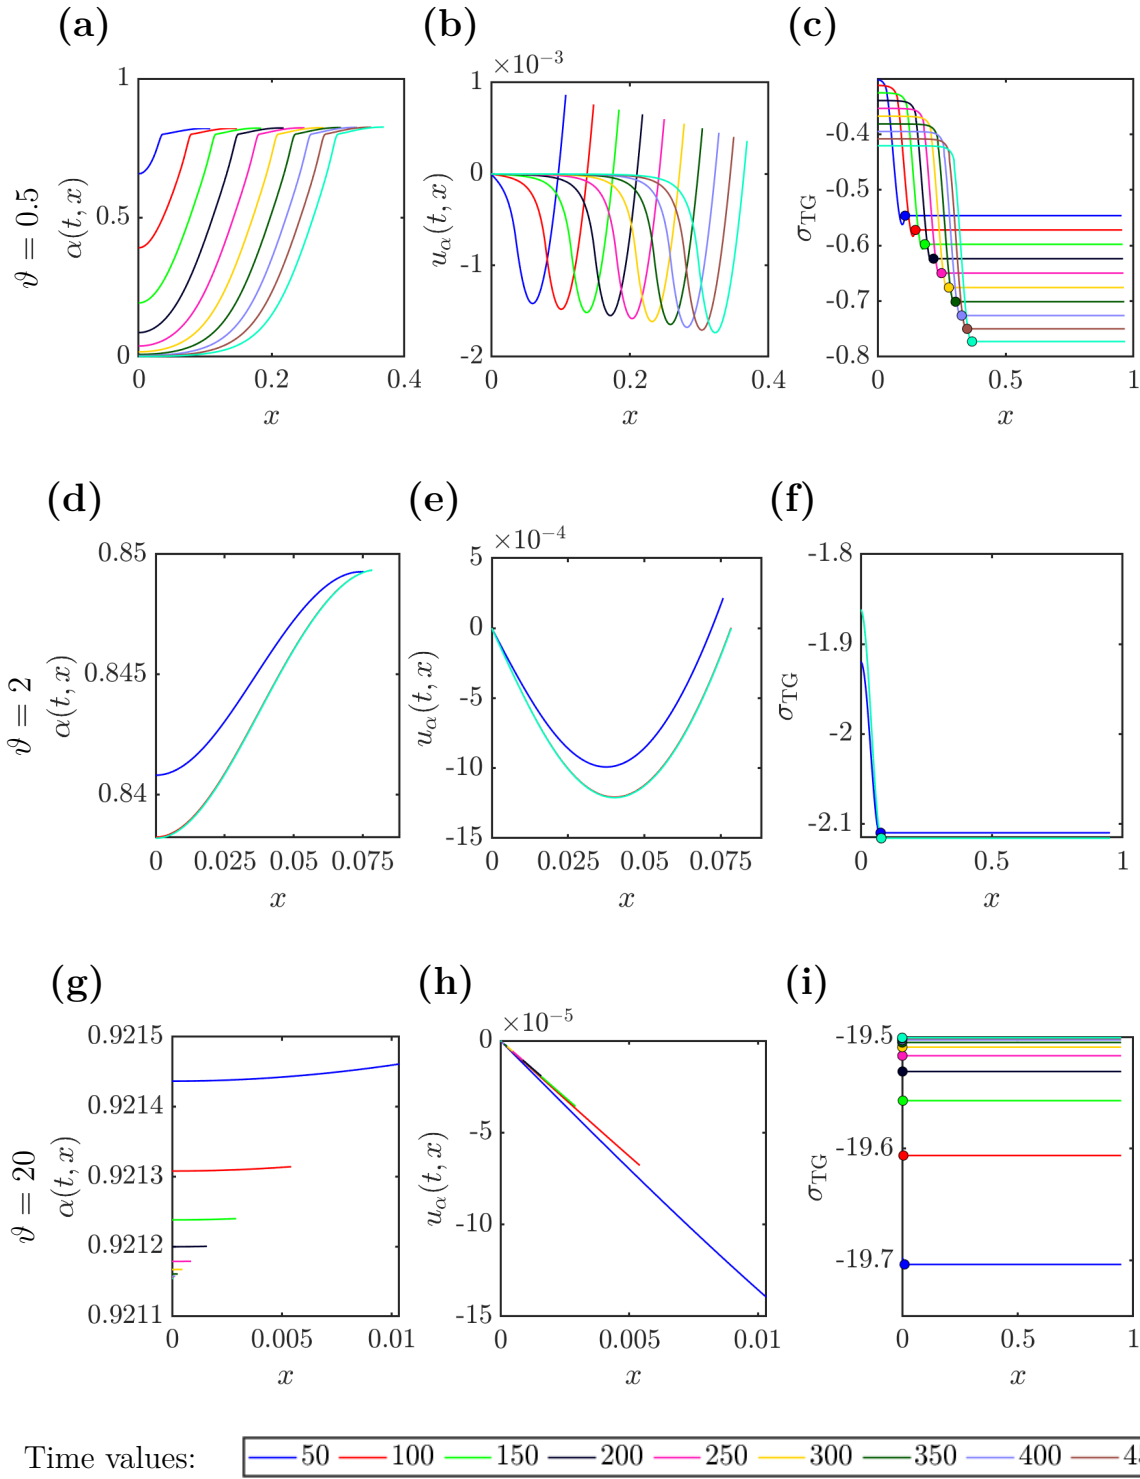 (a) (b) (c)
×10⁻³
1 1
0.5 0 -0.4
-0.5
-1 -0.6
-0.7
0 -2 -0.8
0 0.2 0.4 0 0.2 0.4 0 0.5 1
x x x
ϑ = 0.5
α(t, x)
u_α(t, x)
σ_TG
(d) (e) (f)
×10⁻⁴
0.85 5 -1.8
0 -1.9
0.845 -5 -2
0.84 -10
-15 -2.1
0 0.025 0.05 0.075 0 0.025 0.05 0.075 0 0.5 1
x x x
ϑ = 2
α(t, x)
u_α(t, x)
σ_TG
(g) (h) (i)
×10⁻⁵
0.9215 0 -19.5
0.9214
0.9213 -5 -19.6
0.9212 -10 -19.7
0.9211 -15
0 0.005 0.01 0 0.005 0.01 0 0.5 1
x x x
ϑ = 20
α(t, x)
u_α(t, x)
σ_TG
Time values: 50 100 150 200 250 300 350 400